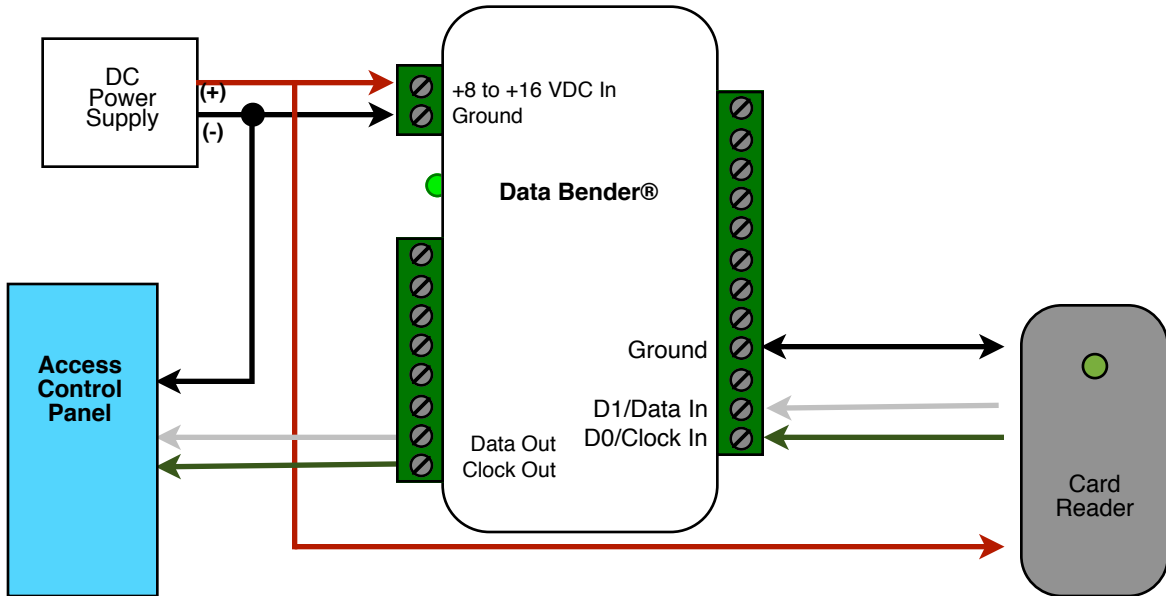 DC
Power
Supply
(+)
(-)
+8 to +16 VDC In
Ground
Data Bender®
Access
Control
Panel
Ground
D1/Data In
D0/Clock In
Data Out
Clock Out
Card
Reader